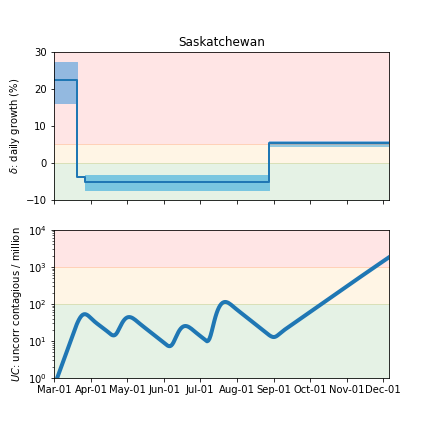 Saskatchewan
δ: daily growth (%)
30
20
10
0
−10
UC: uncorr contagious / million
10⁴
10³
10²
10¹
10⁰
Mar-01 Apr-01 May-01 Jun-01 Jul-01 Aug-01 Sep-01 Oct-01 Nov-01 Dec-01